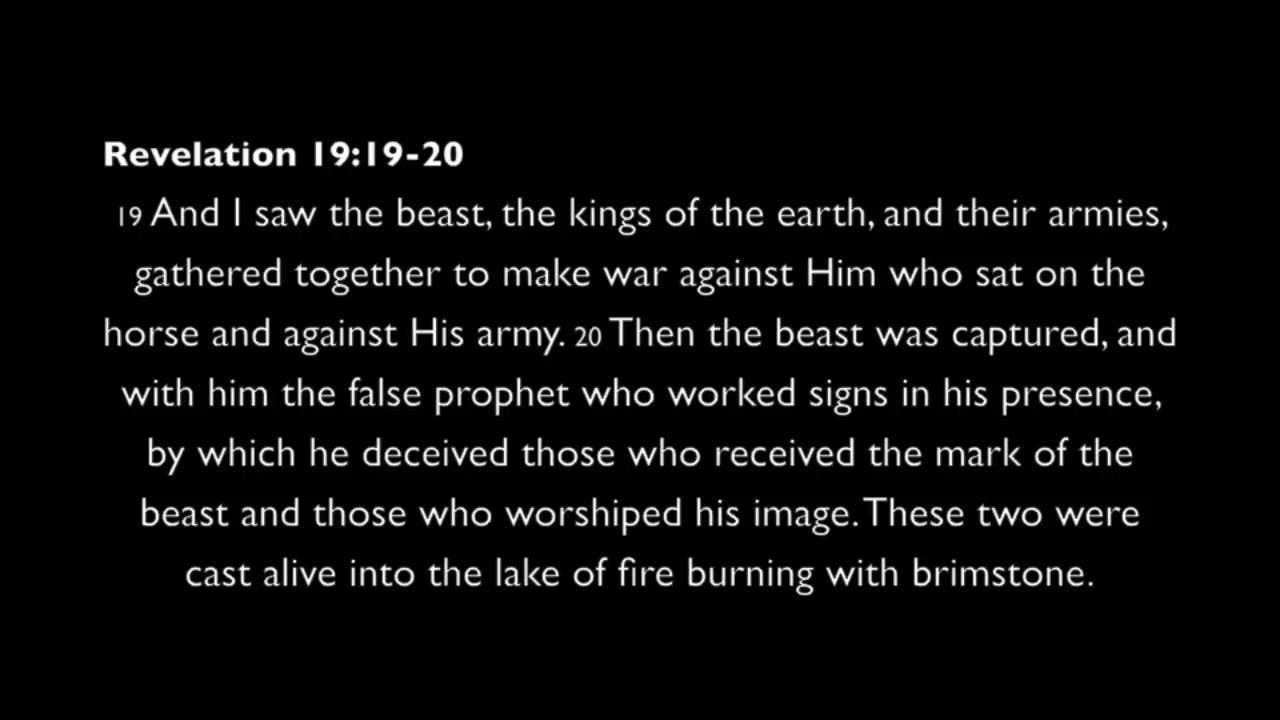 Revelation 19:19-20
19 And I saw the beast, the kings of the earth, and their armies,
gathered together to make war against Him who sat on the
horse and against His army. 20 Then the beast was captured, and
with him the false prophet who worked signs in his presence,
by which he deceived those who received the mark of the
beast and those who worshiped his image. These two were
cast alive into the lake of fire burning with brimstone.